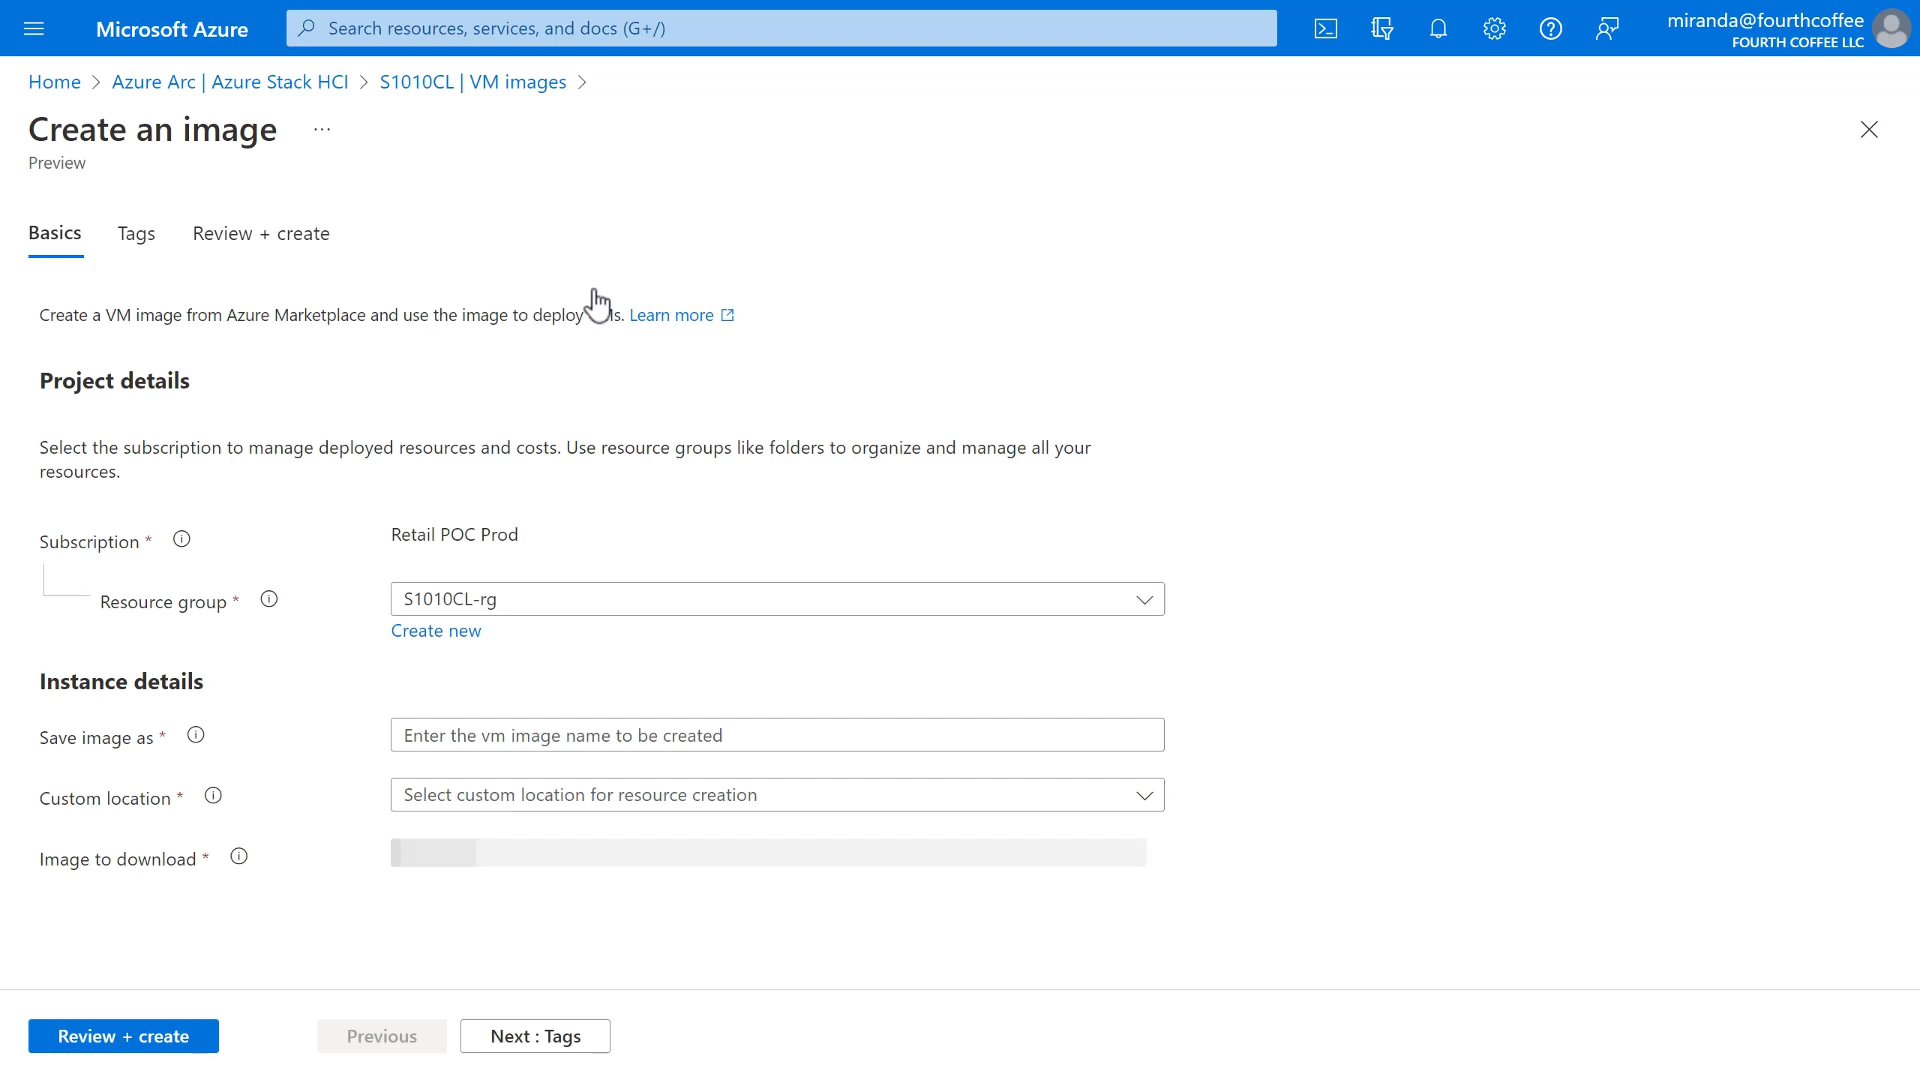 Microsoft Azure
Search resources, services, and docs (G+/)
miranda@fourthcoffee
FOURTH COFFEE LLC
Home > Azure Arc | Azure Stack HCI > S1010CL | VM images >
Create an image ...
Preview
Basics
Tags
Review + create
Create a VM image from Azure Marketplace and use the image to deploy Learn more
Project details
Select the subscription to manage deployed resources and costs. Use resource groups like folders to organize and manage all your
resources.
Subscription *
Retail POC Prod
Resource group *
S1010CL-rg
Create new
Instance details
Save image as *
Enter the vm image name to be created
Custom location *
Select custom location for resource creation
Image to download *
Review + create
Previous
Next : Tags